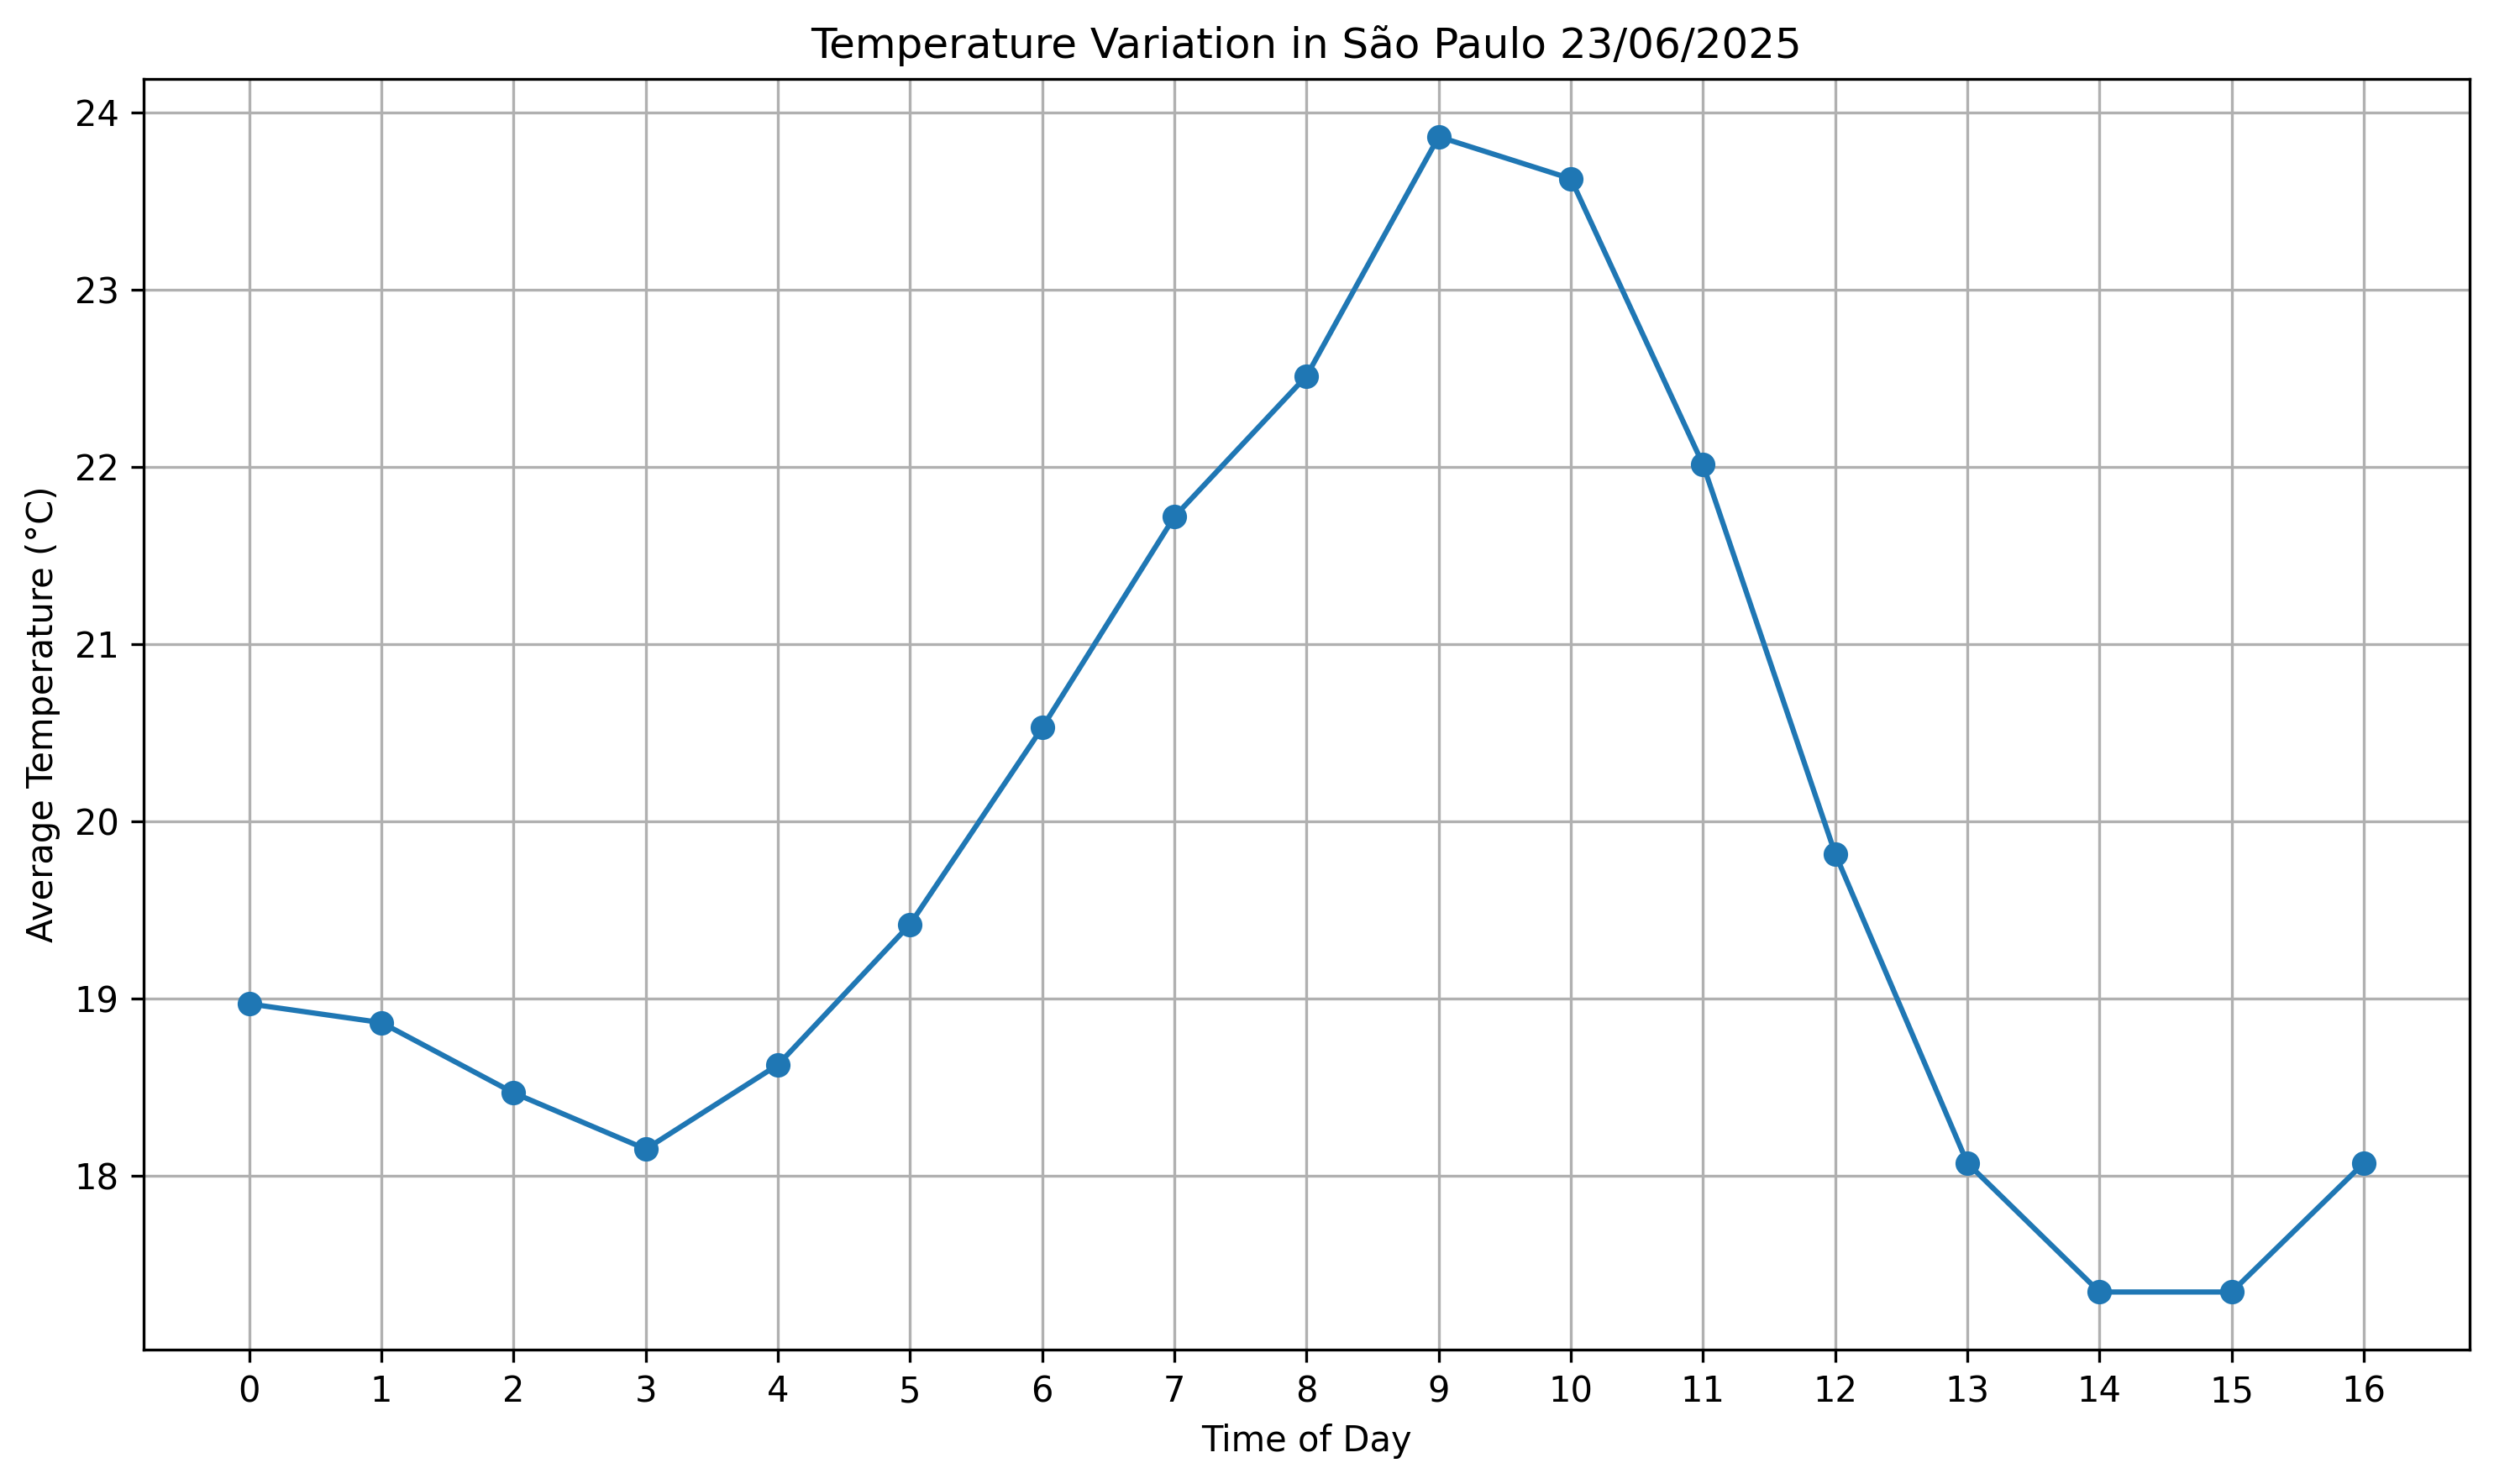 Temperature Variation in São Paulo 23/06/2025
Average Temperature (°C)
24
23
22
21
20
19
18
0 1 2 3 4 5 6 7 8 9 10 11 12 13 14 15 16
Time of Day